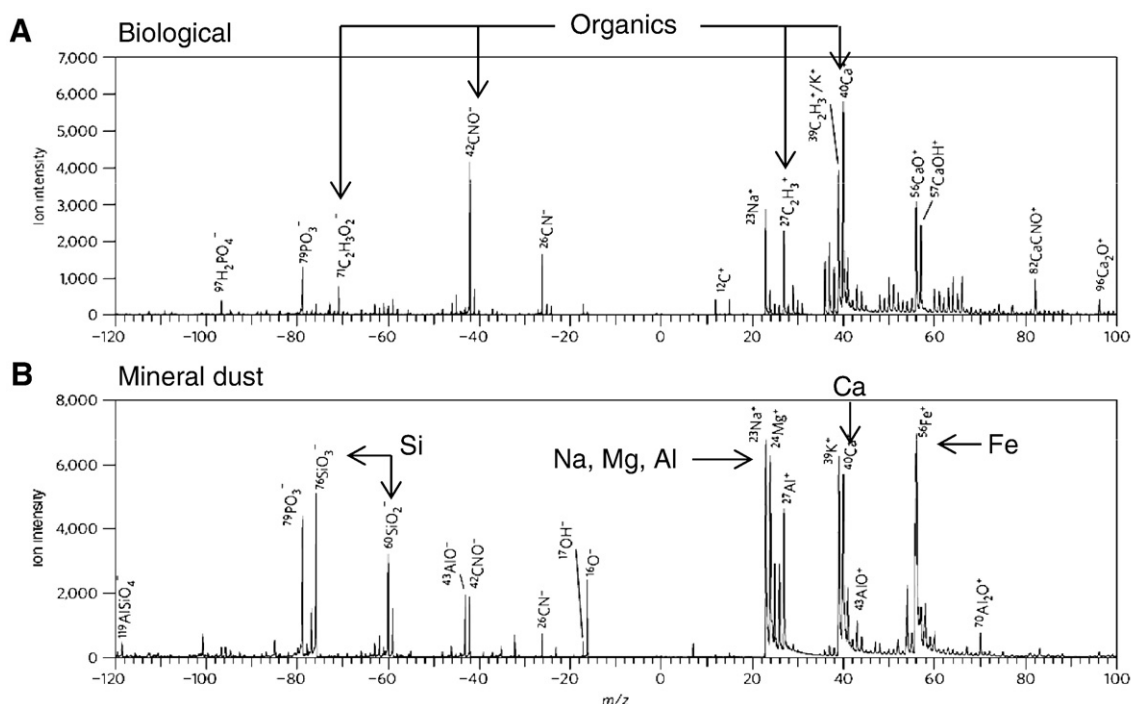 A
Biological
Organics
7,000
6,000
5,000
4,000
3,000
2,000
1,000
0
Ion intensity
⁹⁷H₂PO₄⁻
⁷⁹PO₃⁻
⁷¹C₂H₃O₂⁻
⁴²CNO⁻
²⁶CN⁻
¹²C⁺
²³Na⁺
²⁷C₂H₃⁺
³⁹C₂H₃⁺/K⁺
⁴⁰Ca⁺
⁵⁶CaO⁺
⁵⁷CaOH⁺
⁸²CaCNO⁺
⁹⁶Ca₂O⁺
-120 -100 -80 -60 -40 -20 0 20 40 60 80 100
B
Mineral dust
8,000
6,000
4,000
2,000
0
Ion intensity
Si
Na, Mg, Al
Ca
Fe
¹¹⁹AlSiO₄⁻
⁷⁹PO₃⁻
⁷⁶SiO₃⁻
⁶⁰SiO₂⁻
⁴³AlO⁻
⁴²CNO⁻
²⁶CN⁻
¹⁷OH⁻
¹⁶O⁻
²³Na⁺
²⁴Mg⁺
²⁷Al⁺
³⁹K⁺
⁴⁰Ca⁺
⁴³AlO⁺
⁵⁶Fe⁺
⁷⁰Al₂O⁺
-120 -100 -80 -60 -40 -20 0 20 40 60 80 100
m/z